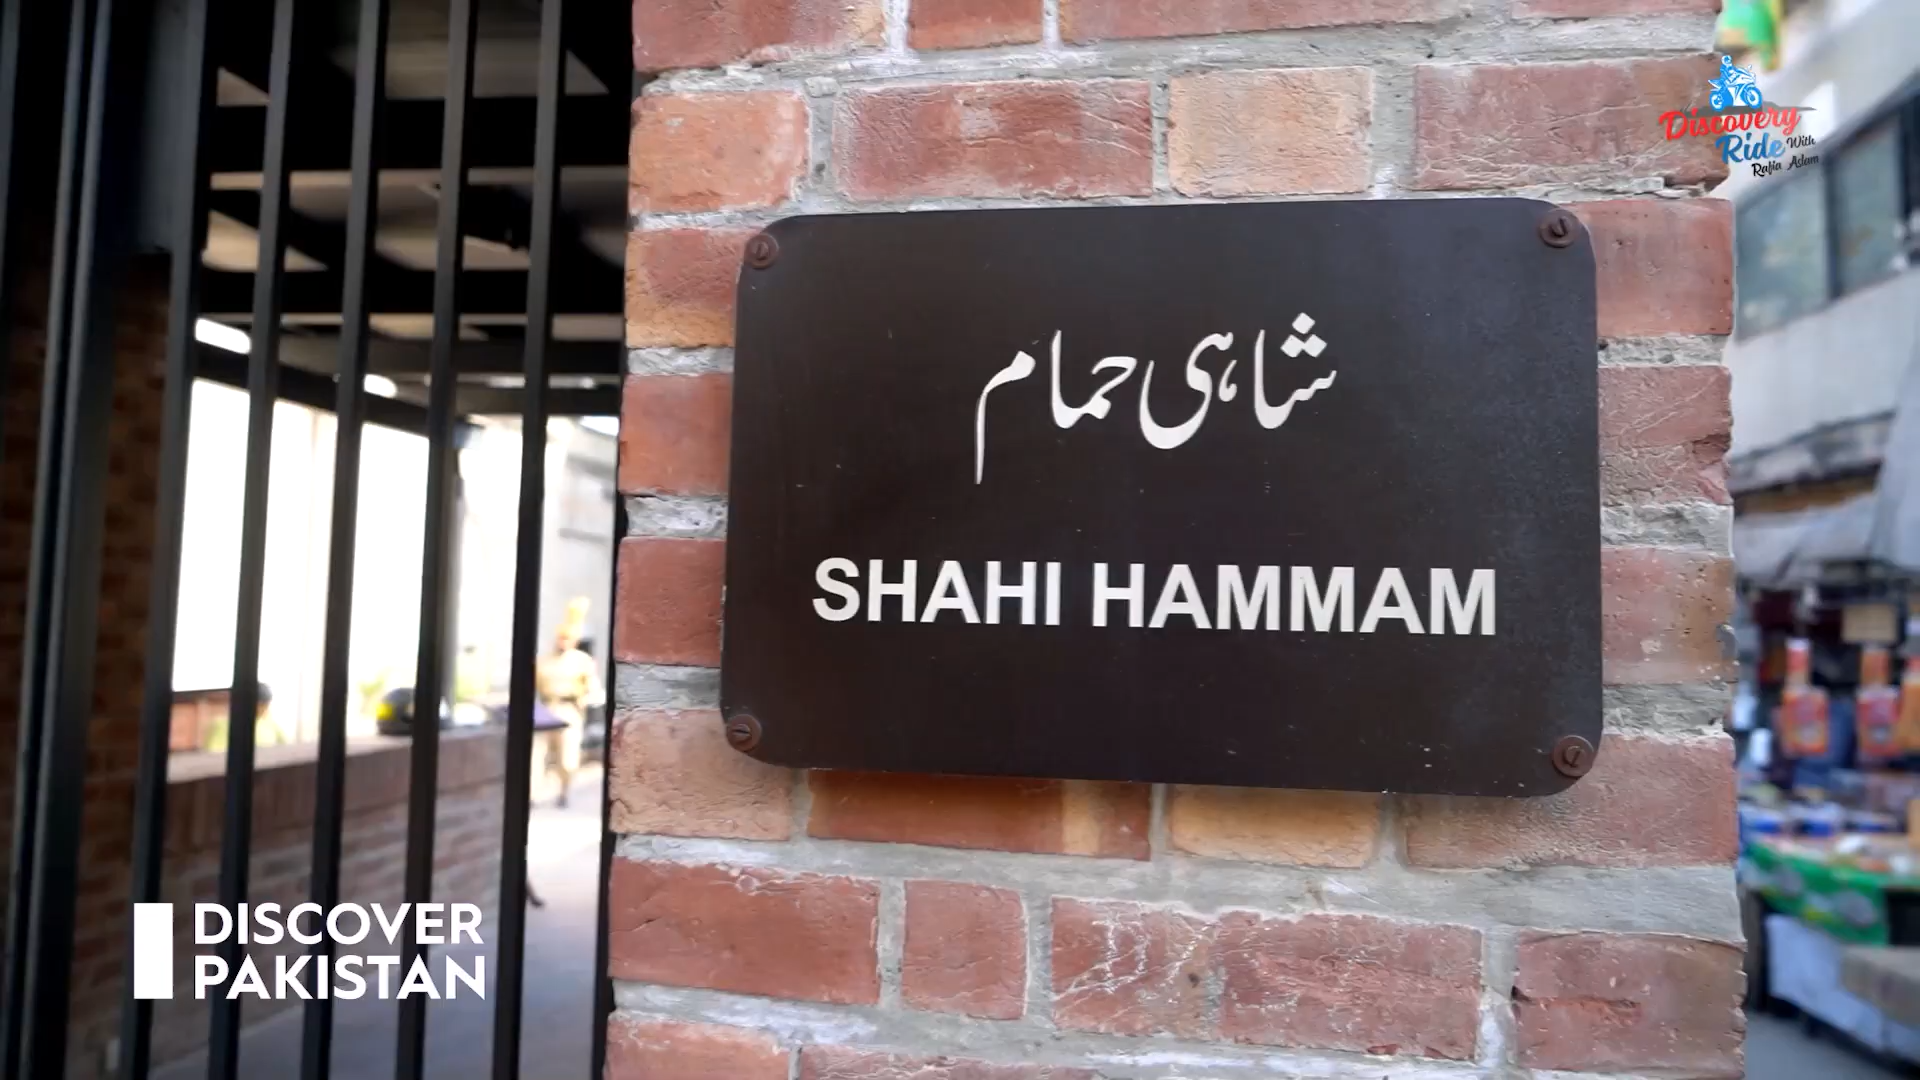 Discovery
Ride With
Rafia Aslam
شاہی حمام
SHAHI HAMMAM
DISCOVER
PAKISTAN